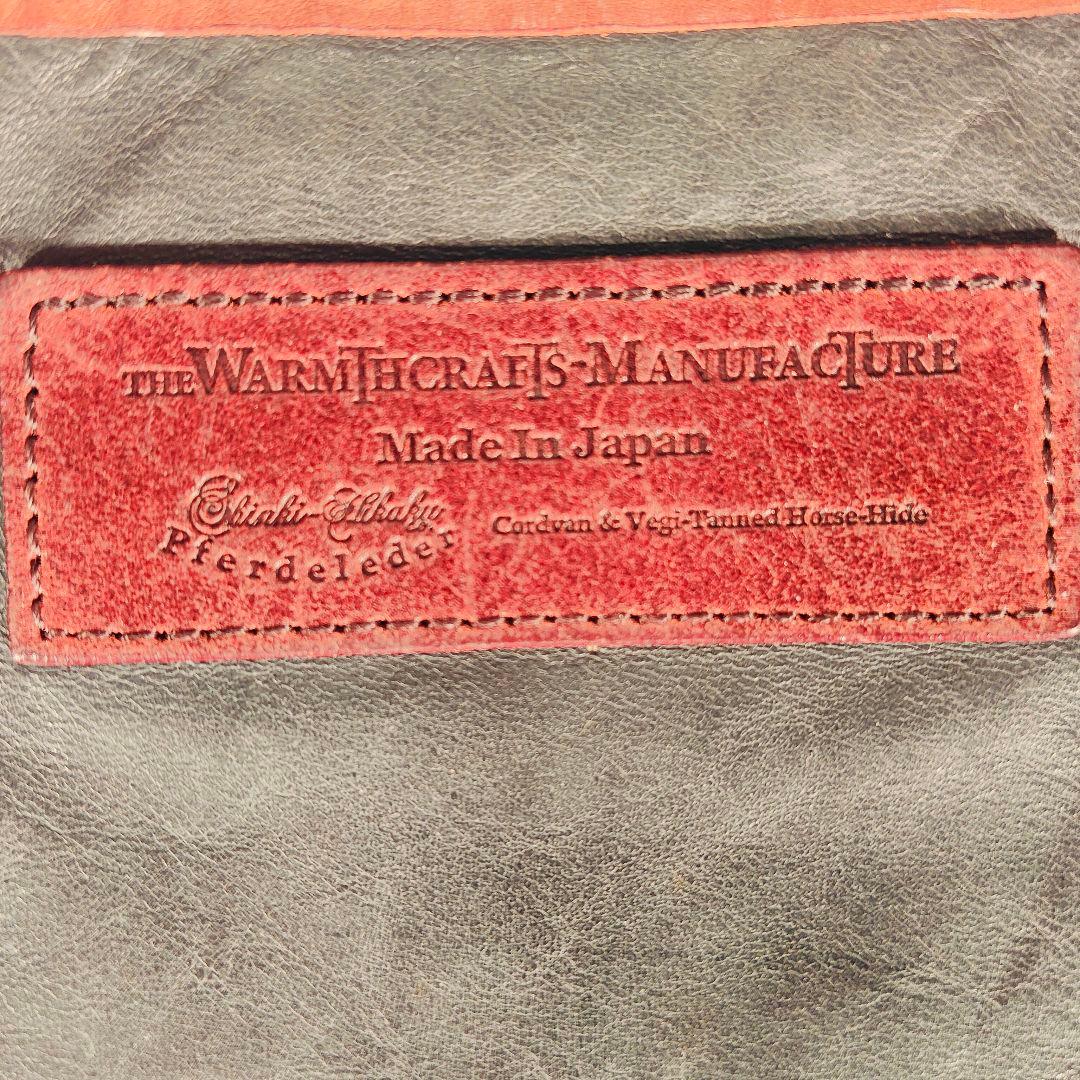 THE WARMTHCRAFTS-MANUFACTURE
Made In Japan
Shinki-Hikaku
Pferdeleder
Cordvan & Vegi-Tanned Horse-Hide